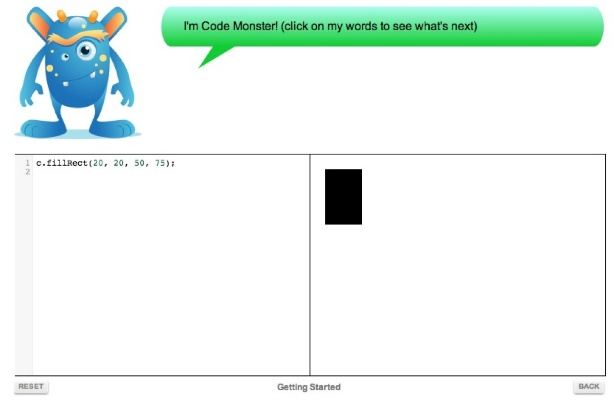 I'm Code Monster! (click on my words to see what's next)
1 c.fillRect(20, 20, 50, 75);
2
RESET
Getting Started
BACK